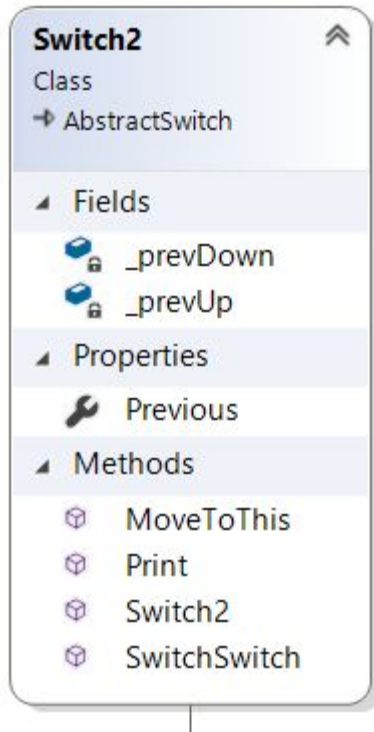 Switch2
Class
AbstractSwitch
Fields
_prevDown
_prevUp
Properties
Previous
Methods
MoveToThis
Print
Switch2
SwitchSwitch